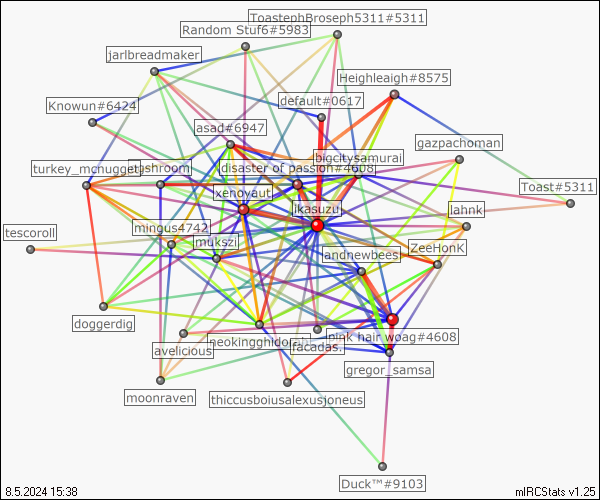 ToastephBroseph5311#5311
Random Stuf6#5983
jarlbreadmaker
Heighleaigh#8575
default#0617
Knowun#6424
asad#6947
gazpachoman
bigcitysamurai
turkey_mcnugget
disaster of passion#4608
Toast#5311
xenovaut
ikasuzu
lahnk
mingus4742
tescoroll
mukszi
ZeeHonK
andnewbees
doggerdig
pink hair woag#4608
facadas.
avelicious
gregor_samsa
moonraven
thiccusboiusalexusjoneus
Duck™#9103
8.5.2024 15:38
mIRCStats v1.25